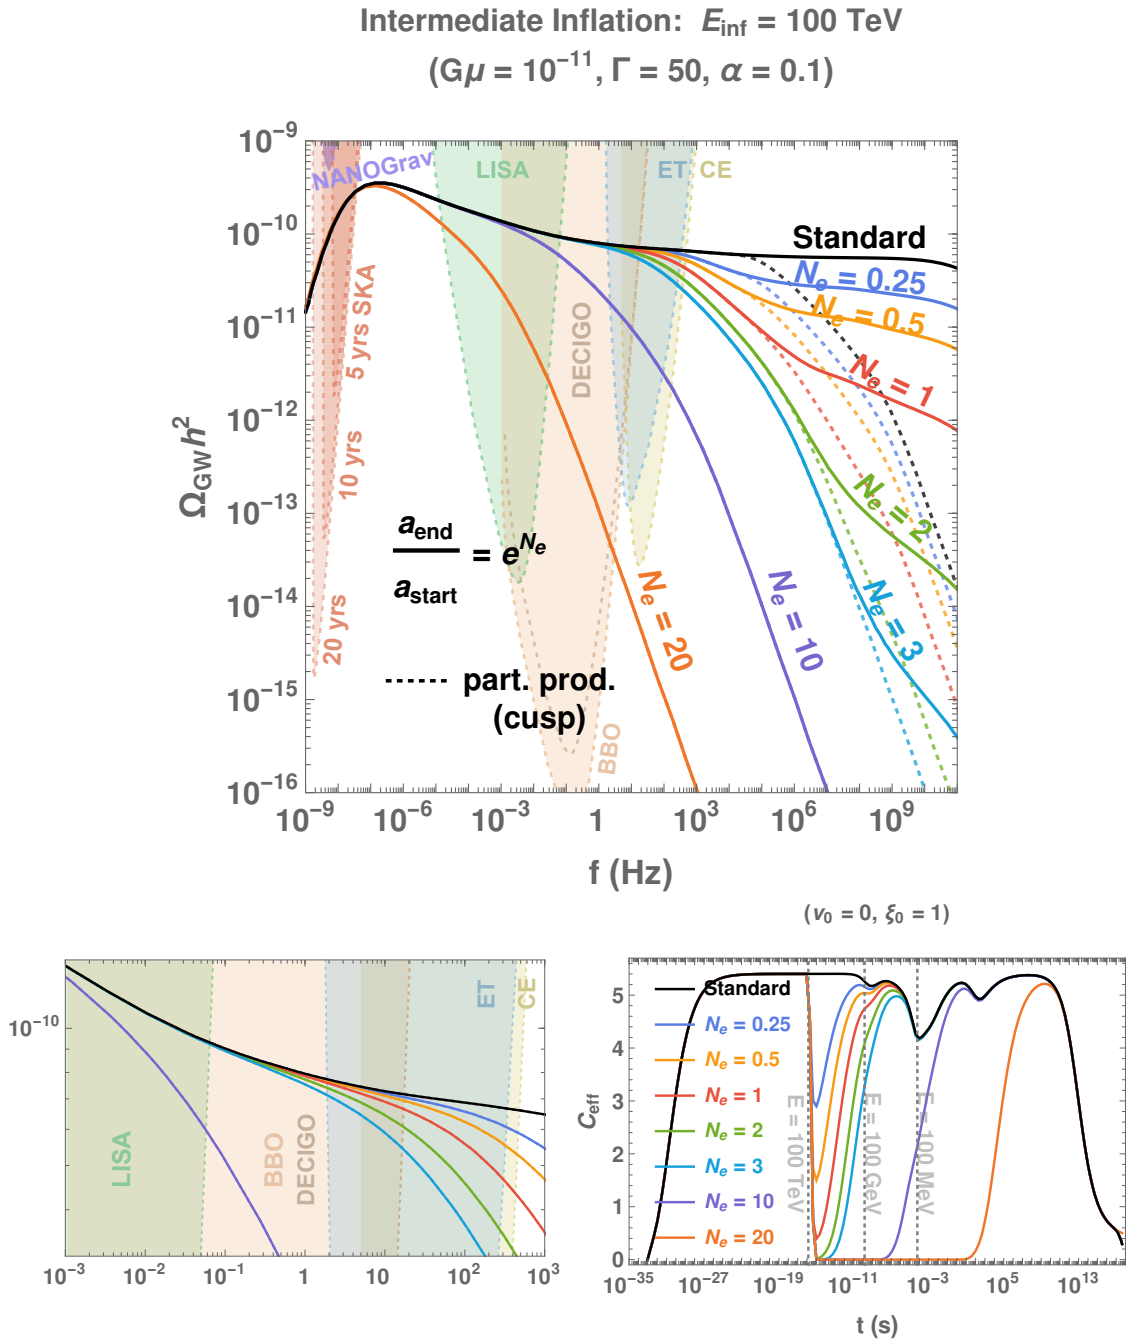 Intermediate Inflation: E_inf = 100 TeV
(Gμ = 10^-11, Γ = 50, α = 0.1)
10^-9
10^-10
10^-11
10^-12
10^-13
10^-14
10^-15
10^-16
Ω_GW h^2
NANOGrav
LISA
ET
CE
Standard
N_e = 0.25
N_e = 0.5
N_e = 1
N_e = 2
N_e = 3
N_e = 10
N_e = 20
5 yrs SKA
10 yrs
20 yrs
DECIGO
BBO
a_end
a_start
= e^N_e
part. prod.
(cusp)
10^-9
10^-6
10^-3
1
10^3
10^6
10^9
f (Hz)
10^-10
LISA
BBO
DECIGO
ET
CE
10^-3
10^-2
10^-1
1
10
10^2
10^3
(v_0 = 0, ξ_0 = 1)
C_eff
5
4
3
2
1
0
Standard
N_e = 0.25
N_e = 0.5
N_e = 1
N_e = 2
N_e = 3
N_e = 10
N_e = 20
E = 100 TeV
E = 100 GeV
E = 100 MeV
10^-35
10^-27
10^-19
10^-11
10^-3
10^5
10^13
t (s)